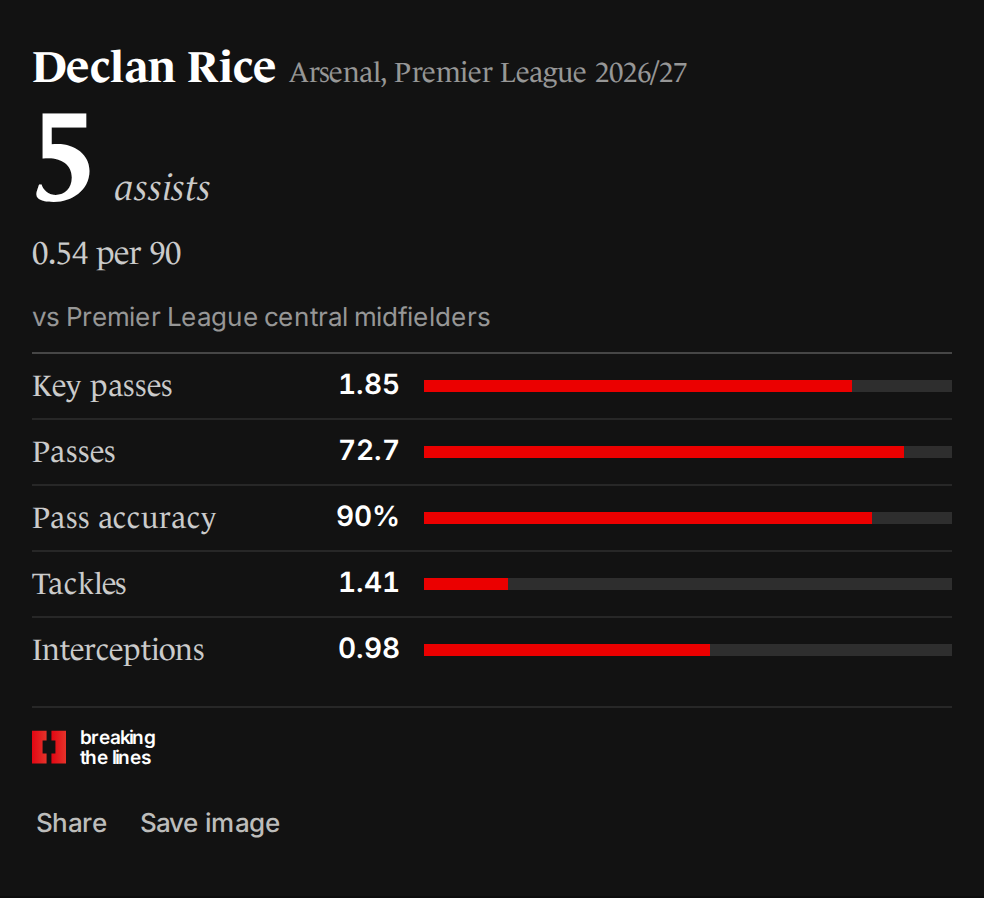 Declan Rice Arsenal, Premier League 2026/27
5 assists
0.54 per 90
vs Premier League central midfielders
Key passes 1.85
Passes 72.7
Pass accuracy 90%
Tackles 1.41
Interceptions 0.98
breaking
the lines
Share Save image